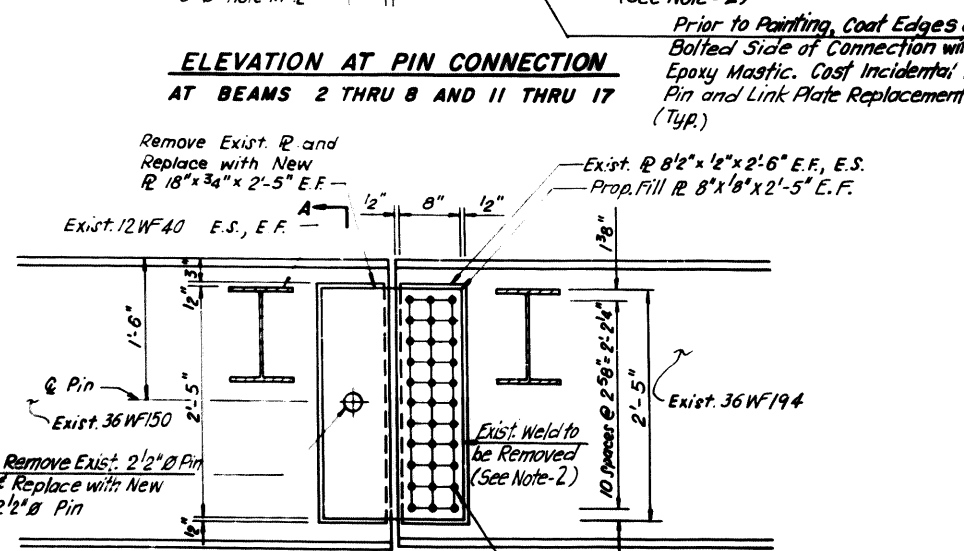 Prior to Painting, Coat Edges
Bolted Side of Connection
Epoxy Mastic. Cost Incidental
Pin and Link Plate Replacement
(Typ.)
ELEVATION AT PIN CONNECTION
AT BEAMS 2 THRU 8 AND 11 THRU 17
Remove Exist. ℞ and
Replace with New
℞ 18"x 3/4"x 2'-5" E.F.
Exist. ℞ 8 1/2"x 1/2"x 2'-6" E.F., E.S.
Prop. Fill ℞ 8"x 1/8"x 2'-5" E.F.
A
1/2"
8"
1/2"
Exist. 12 WF 40 E.S., E.F.
3"
1/2"
1 3/8"
1'-6"
2'-5"
10 Spaces @ 2 5/8" = 2'-2 1/4"
2'-5"
℄ Pin
Exist. 36 WF 150
Exist. 36 WF 194
Exist. Weld to
be Removed
(See Note-2)
Remove Exist. 2 1/2" Ø Pin
Replace with New
2 1/2" Ø Pin
1/2"